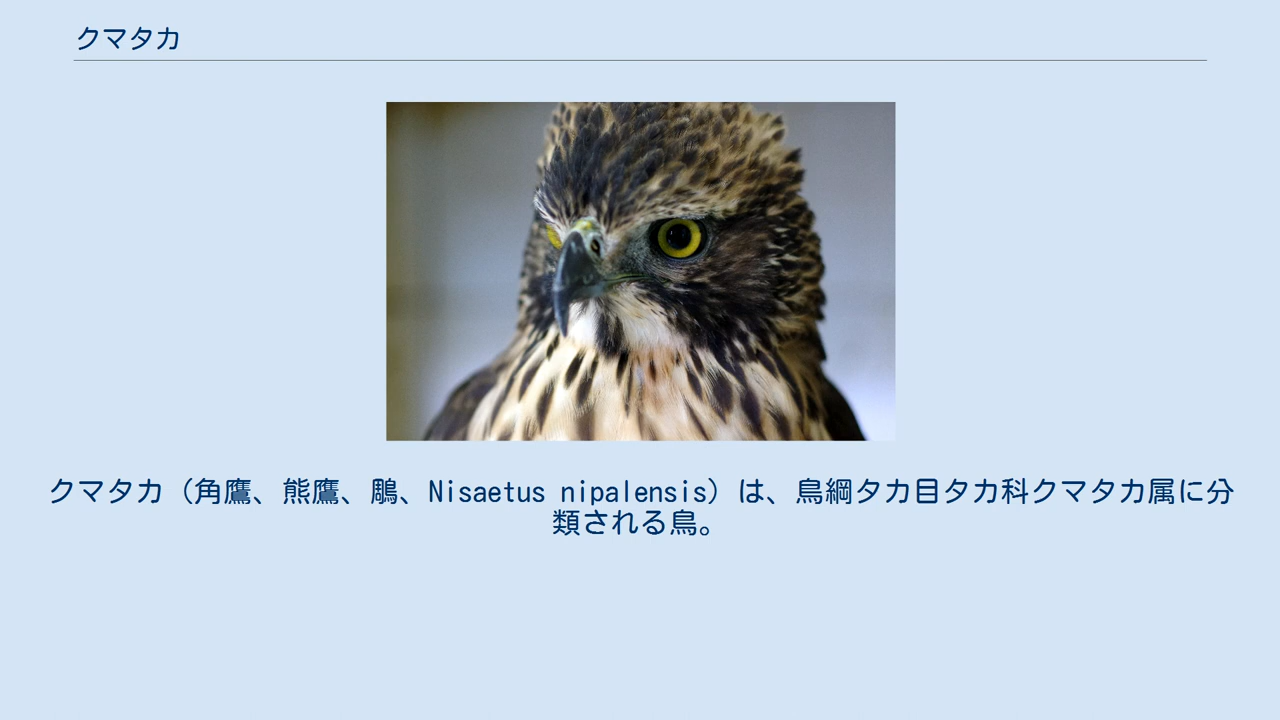 クマタカ
クマタカ（角鷹、熊鷹、鵰、Nisaetus nipalensis）は、鳥綱タカ目タカ科クマタカ属に分
類される鳥。